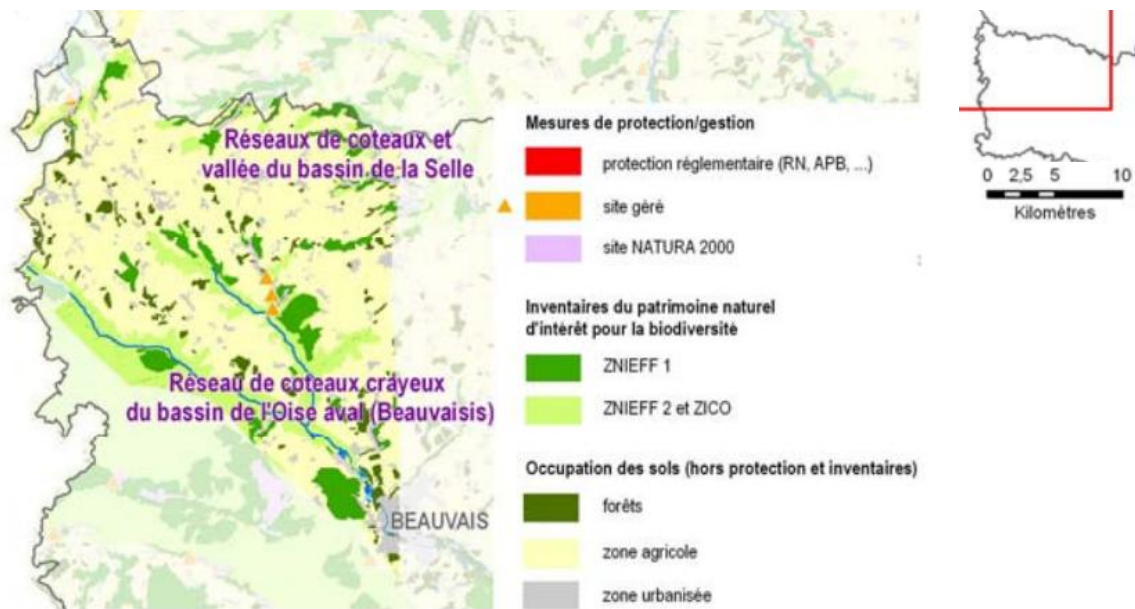 Réseaux de coteaux et
vallée du bassin de la Selle
Réseau de coteaux crayeux
du bassin de l'Oise aval (Beauvaisis)
BEAUVAIS
Mesures de protection/gestion
protection réglementaire (RN, APB, ...)
site géré
site NATURA 2000
Inventaires du patrimoine naturel
d'intérêt pour la biodiversité
ZNIEFF 1
ZNIEFF 2 et ZICO
Occupation des sols (hors protection et inventaires)
forêts
zone agricole
zone urbanisée
0 2,5 5 10
Kilomètres